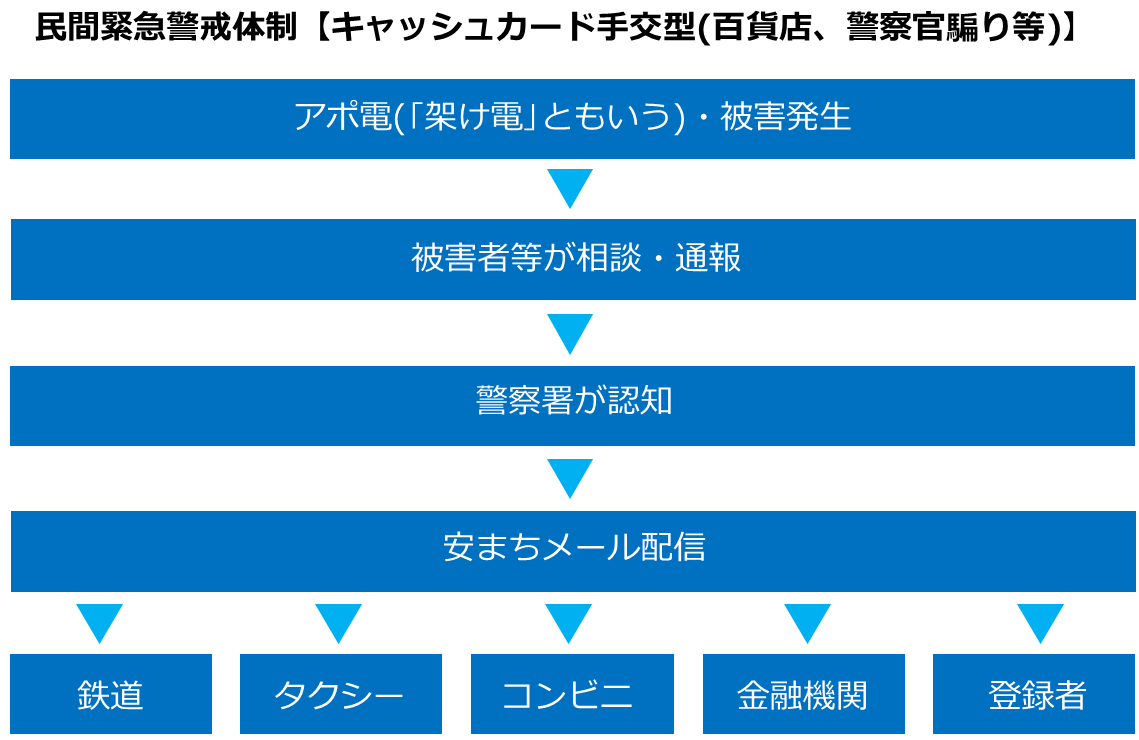 民間緊急警戒体制【キャッシュカード手交型(百貨店、警察官騙り等)】
アポ電(「架け電」ともいう)・被害発生
被害者等が相談・通報
警察署が認知
安まちメール配信
鉄道
タクシー
コンビニ
金融機関
登録者